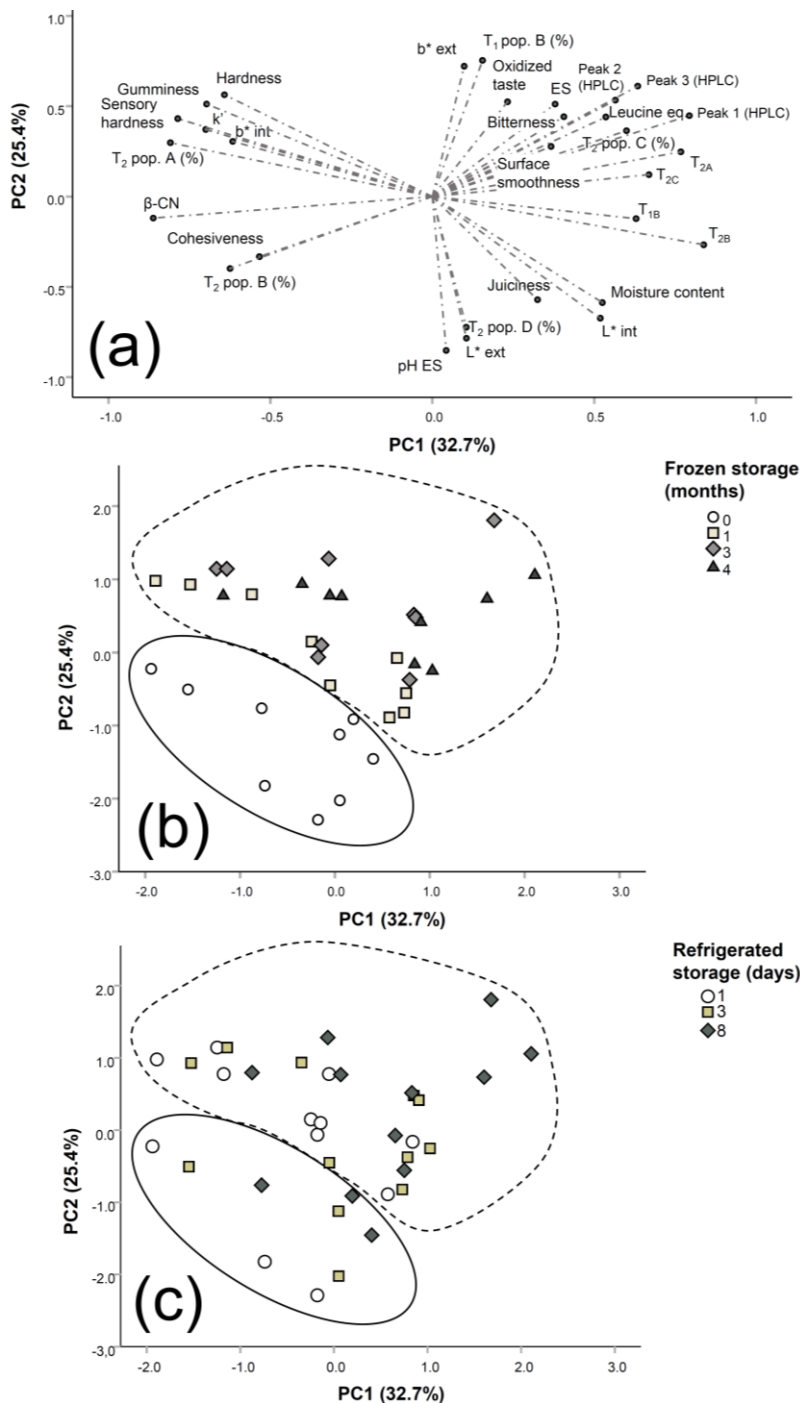 1.0
0.5
0.0
-0.5
-1.0
PC2 (25.4%)
b* ext
T1 pop. B (%)
Oxidized
taste
ES
Peak 2
(HPLC)
Peak 3 (HPLC)
Bitterness
Leucine eq.
Peak 1 (HPLC)
T2 pop. C (%)
Surface
smoothness
T2A
T2C
T1B
T2B
Gumminess
Hardness
Sensory
hardness
k'
b* int
T2 pop. A (%)
β-CN
Cohesiveness
T2 pop. B (%)
Juiciness
Moisture content
L* int
T2 pop. D (%)
L* ext
pH ES
(a)
-1.0 -0.5 0.0 0.5 1.0
PC1 (32.7%)
Frozen storage
(months)
0
1
3
4
2.0
1.0
0.0
-1.0
-2.0
-3.0
PC2 (25.4%)
(b)
-2.0 -1.0 0.0 1.0 2.0 3.0
PC1 (32.7%)
Refrigerated
storage (days)
1
3
8
2.0
1.0
0.0
-1.0
-2.0
-3,0
PC2 (25.4%)
(c)
-2.0 -1.0 0.0 1.0 2.0 3.0
PC1 (32.7%)